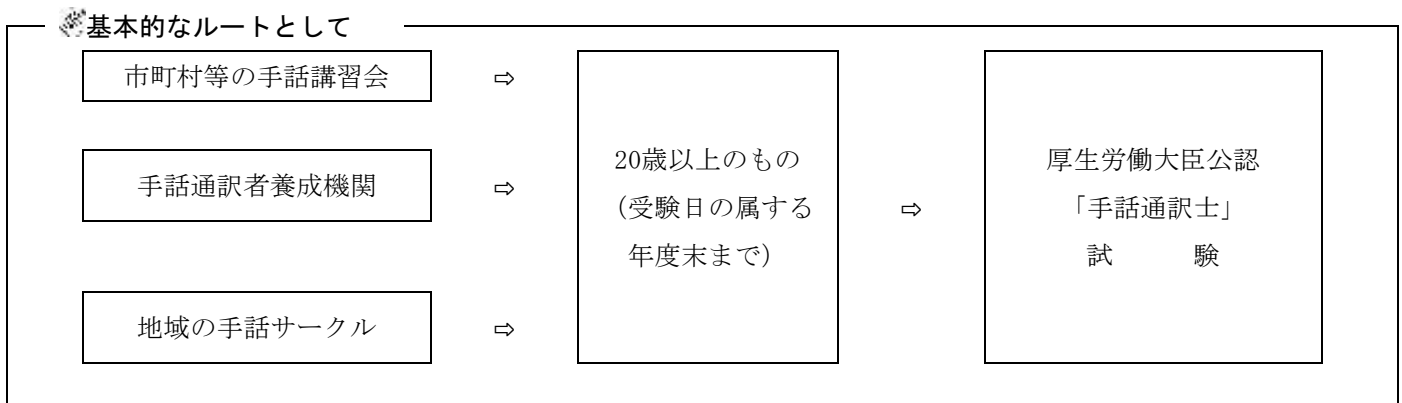 基本的なルートとして
市町村等の手話講習会
⇨
手話通訳者養成機関
⇨
地域の手話サークル
⇨
20歳以上のもの
(受験日の属する
年度末まで)
⇨
厚生労働大臣公認
「手話通訳士」
試　　験